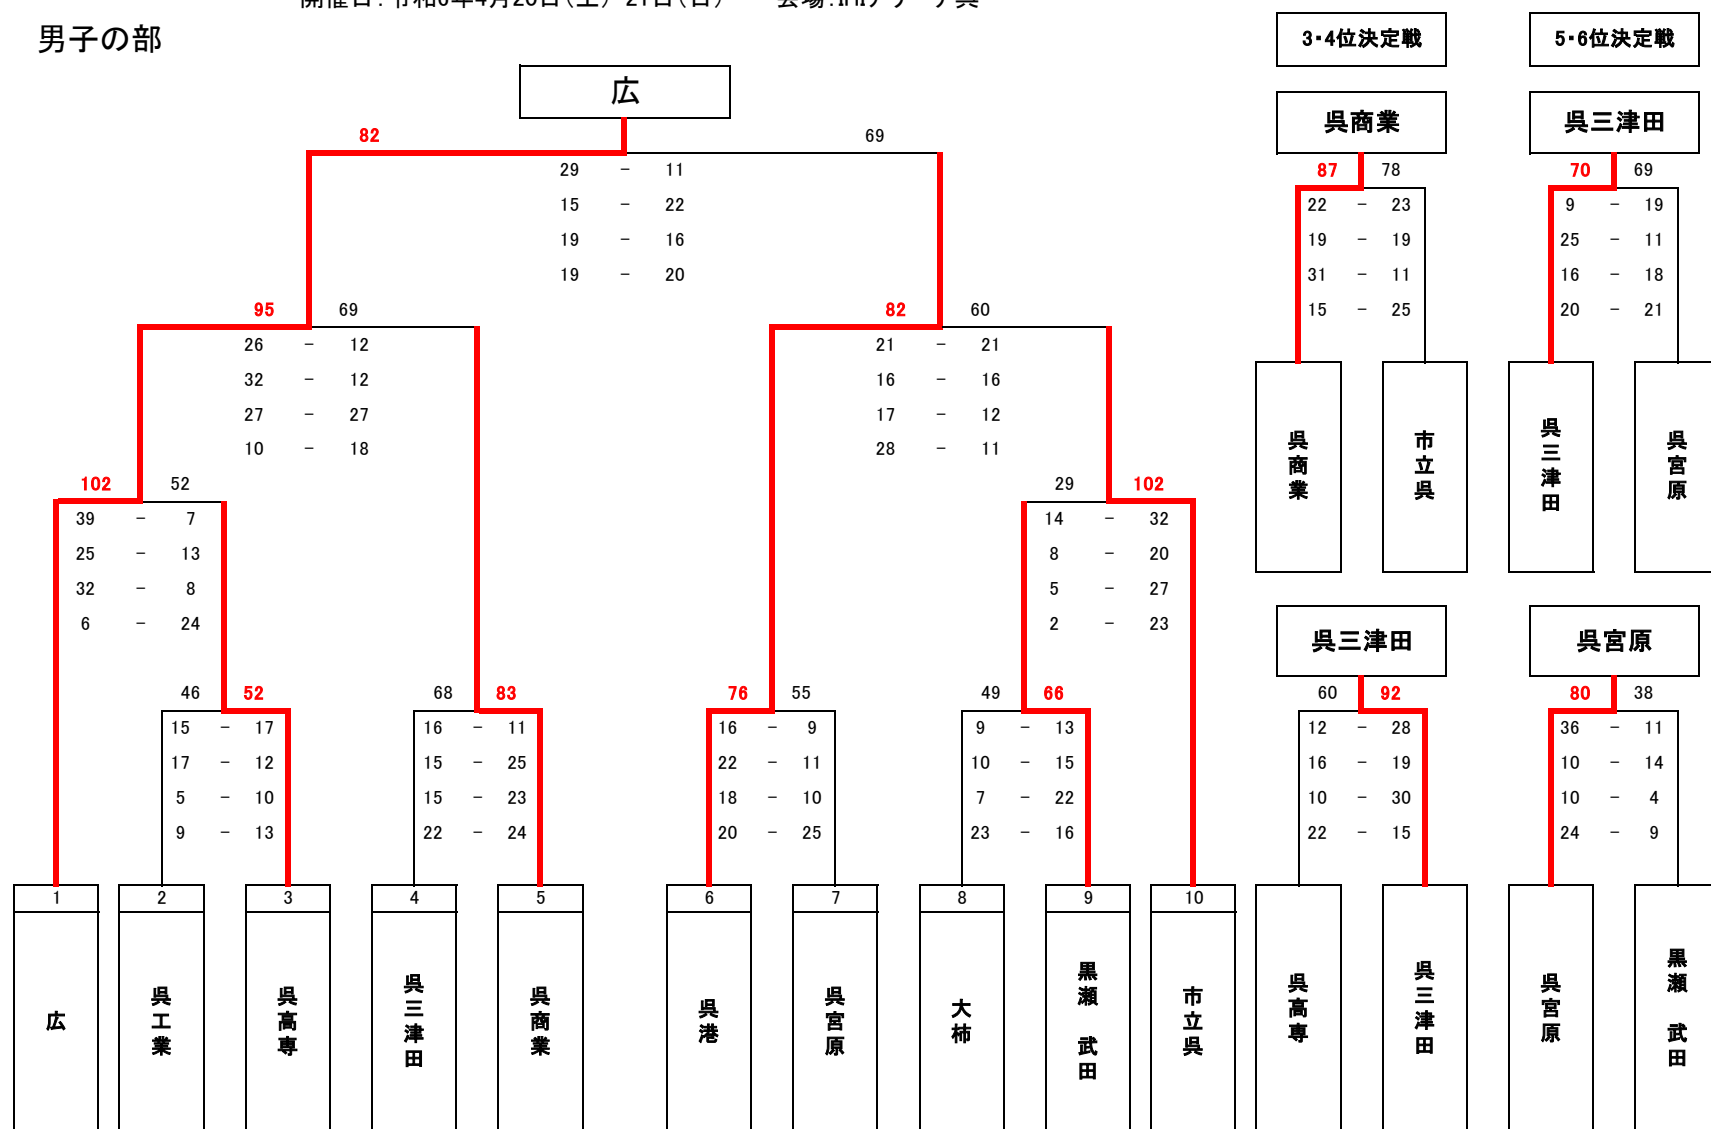 男子の部
3・4位決定戦 5・6位決定戦
広
呉商業 呉三津田
82 69
87 78 70 69
29 - 11
15 - 22
19 - 16
19 - 20
22 - 23
19 - 19
31 - 11
15 - 25
9 - 19
25 - 11
16 - 18
20 - 21
95 69
26 - 12
32 - 12
27 - 27
10 - 18
82 60
21 - 21
16 - 16
17 - 12
28 - 11
呉商業
市立呉
呉三津田
呉宮原
102 52
39 - 7
25 - 13
32 - 8
6 - 24
29 102
14 - 32
8 - 20
5 - 27
2 - 23
呉三津田 呉宮原
46 52
15 - 17
17 - 12
5 - 10
9 - 13
68 83
16 - 11
15 - 25
15 - 23
22 - 24
76 55
16 - 9
22 - 11
18 - 10
20 - 25
49 66
9 - 13
10 - 15
7 - 22
23 - 16
60 92
12 - 28
16 - 19
10 - 30
22 - 15
80 38
36 - 11
10 - 14
10 - 4
24 - 9
1 2 3 4 5 6 7 8 9 10
広
呉工業
呉高専
呉三津田
呉商業
呉港
呉宮原
大柿
黒瀬 武田
市立呉
呉高専
呉三津田
呉宮原
黒瀬 武田